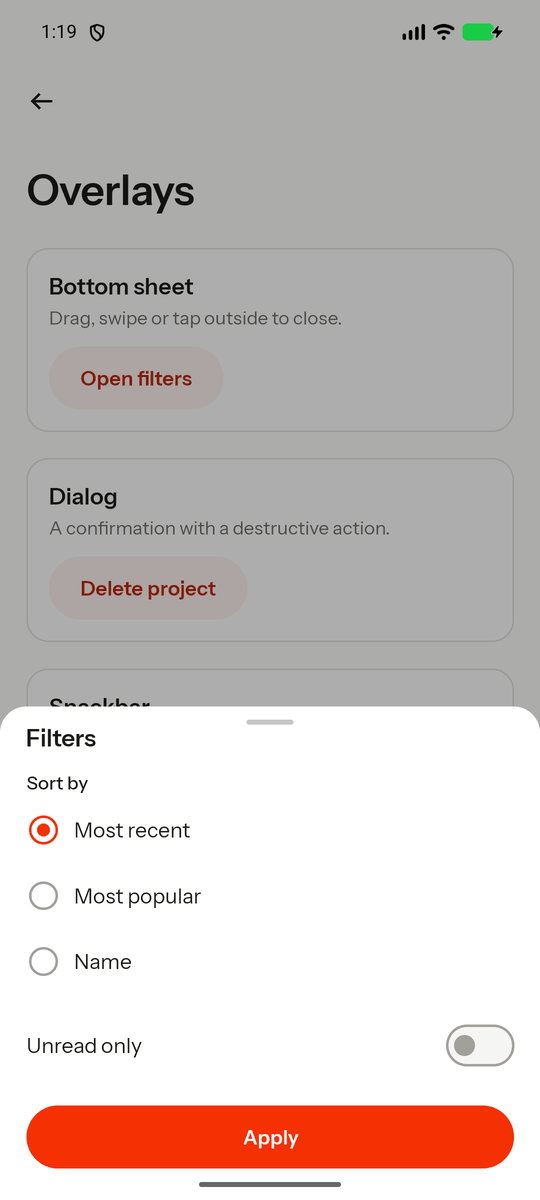 1:19
Overlays
Bottom sheet
Drag, swipe or tap outside to close.
Open filters
Dialog
A confirmation with a destructive action.
Delete project
Snackbar
Filters
Sort by
Most recent
Most popular
Name
Unread only
Apply